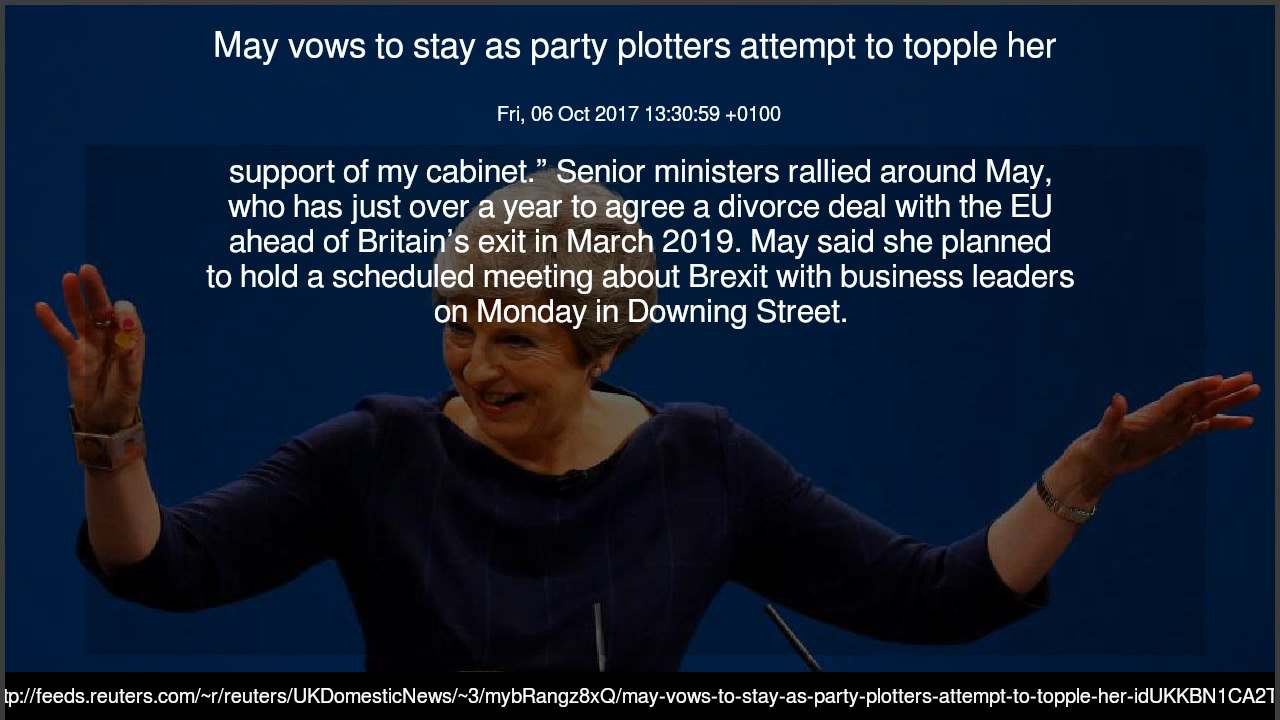 May vows to stay as party plotters attempt to topple her
Fri, 06 Oct 2017 13:30:59 +0100
support of my cabinet.” Senior ministers rallied around May,
who has just over a year to agree a divorce deal with the EU
ahead of Britain’s exit in March 2019. May said she planned
to hold a scheduled meeting about Brexit with business leaders
on Monday in Downing Street.
tp://feeds.reuters.com/~r/reuters/UKDomesticNews/~3/mybRangz8xQ/may-vows-to-stay-as-party-plotters-attempt-to-topple-her-idUKKBN1CA2T